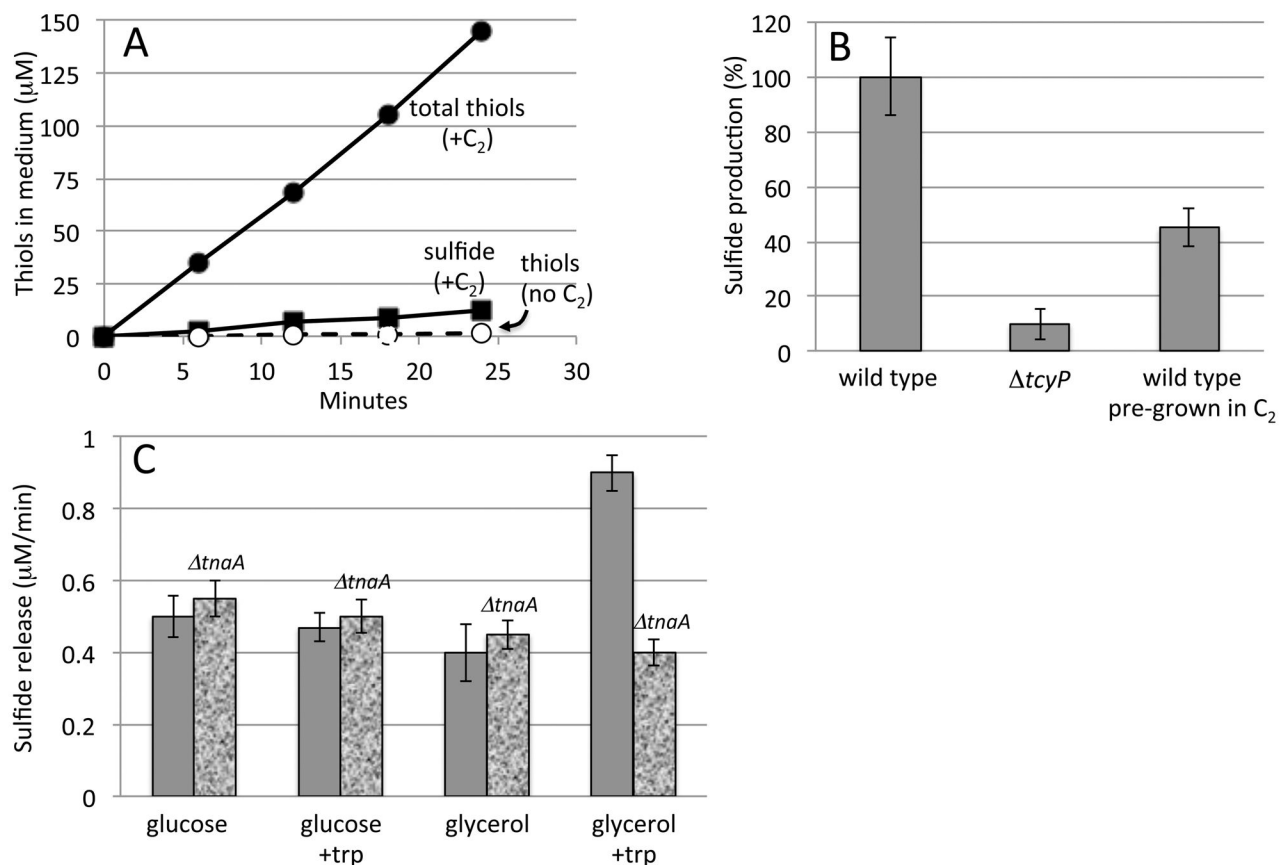 A
Thiols in medium (µM)
150
125
100
75
50
25
0
total thiols
(+C2)
sulfide
(+C2)
thiols
(no C2)
0
5
10
15
20
25
30
Minutes
B
Sulfide production (%)
120
100
80
60
40
20
0
wild type
ΔtcyP
wild type
pre-grown in C2
C
Sulfide release (µM/min)
1
0.8
0.6
0.4
0.2
0
ΔtnaA
ΔtnaA
ΔtnaA
ΔtnaA
glucose
glucose
+trp
glycerol
glycerol
+trp